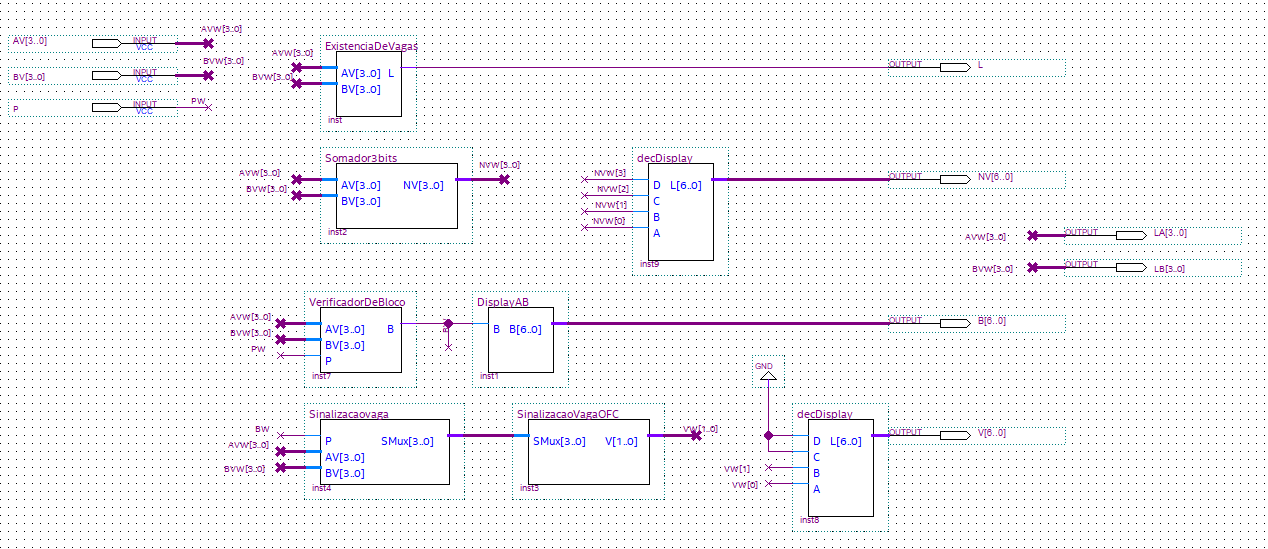 AV[3..0] INPUT VCC AVW[3..0]
BV[3..0] INPUT VCC BVW[3..0]
P INPUT VCC PW
ExistenciaDeVagas
AVW[3..0] AV[3..0] L
BVW[3..0] BV[3..0]
inst
OUTPUT L
Somador3bits
AVW[3..0] AV[3..0] NV[3..0] NVW[3..0]
BVW[3..0] BV[3..0]
inst2
decDisplay
NVW[3] D L[6..0]
NVW[2] C
NVW[1] B
NVW[0] A
inst9
OUTPUT NV[6..0]
AVW[3..0] OUTPUT LA[3..0]
BVW[3..0] OUTPUT LB[3..0]
VerificadorDeBloco
AVW[3..0] AV[3..0] B
BVW[3..0] BV[3..0]
PW P
inst7
DisplayAB
B B[6..0]
inst1
OUTPUT B[6..0]
GND
Sinalizacaovaga
BW P SMux[3..0]
AVW[3..0] AV[3..0]
BVW[3..0] BV[3..0]
inst4
SinalizacaoVagaOFC
SMux[3..0] V[1..0] VW[1..0]
inst3
decDisplay
D L[6..0]
C
VW[1] B
VW[0] A
inst8
OUTPUT V[6..0]